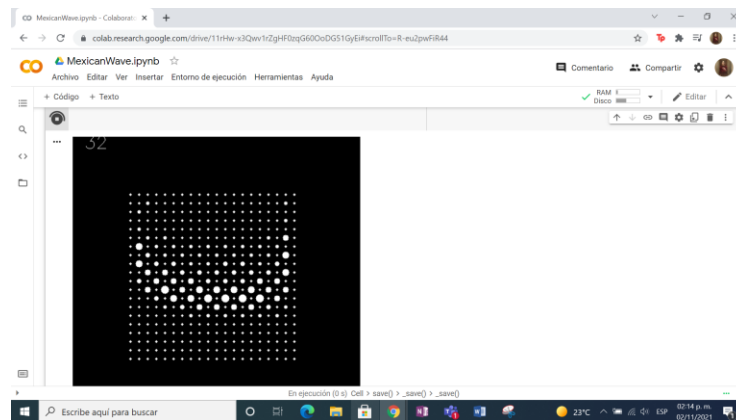 MexicanWave.ipynb - Colaborato
colab.research.google.com/drive/11rHw-x3Qwv1rZgHF0zqG60OoDG51GyEi#scrollTo=R-eu2pwFiR44
MexicanWave.ipynb
Comentario Compartir
Archivo Editar Ver Insertar Entorno de ejecución Herramientas Ayuda
+ Código + Texto
RAM
Disco
Editar
32
En ejecución (0 s) Cell > save() > _save() > _save()
Escribe aquí para buscar
23°C
ESP
02:14 p. m.
02/11/2021